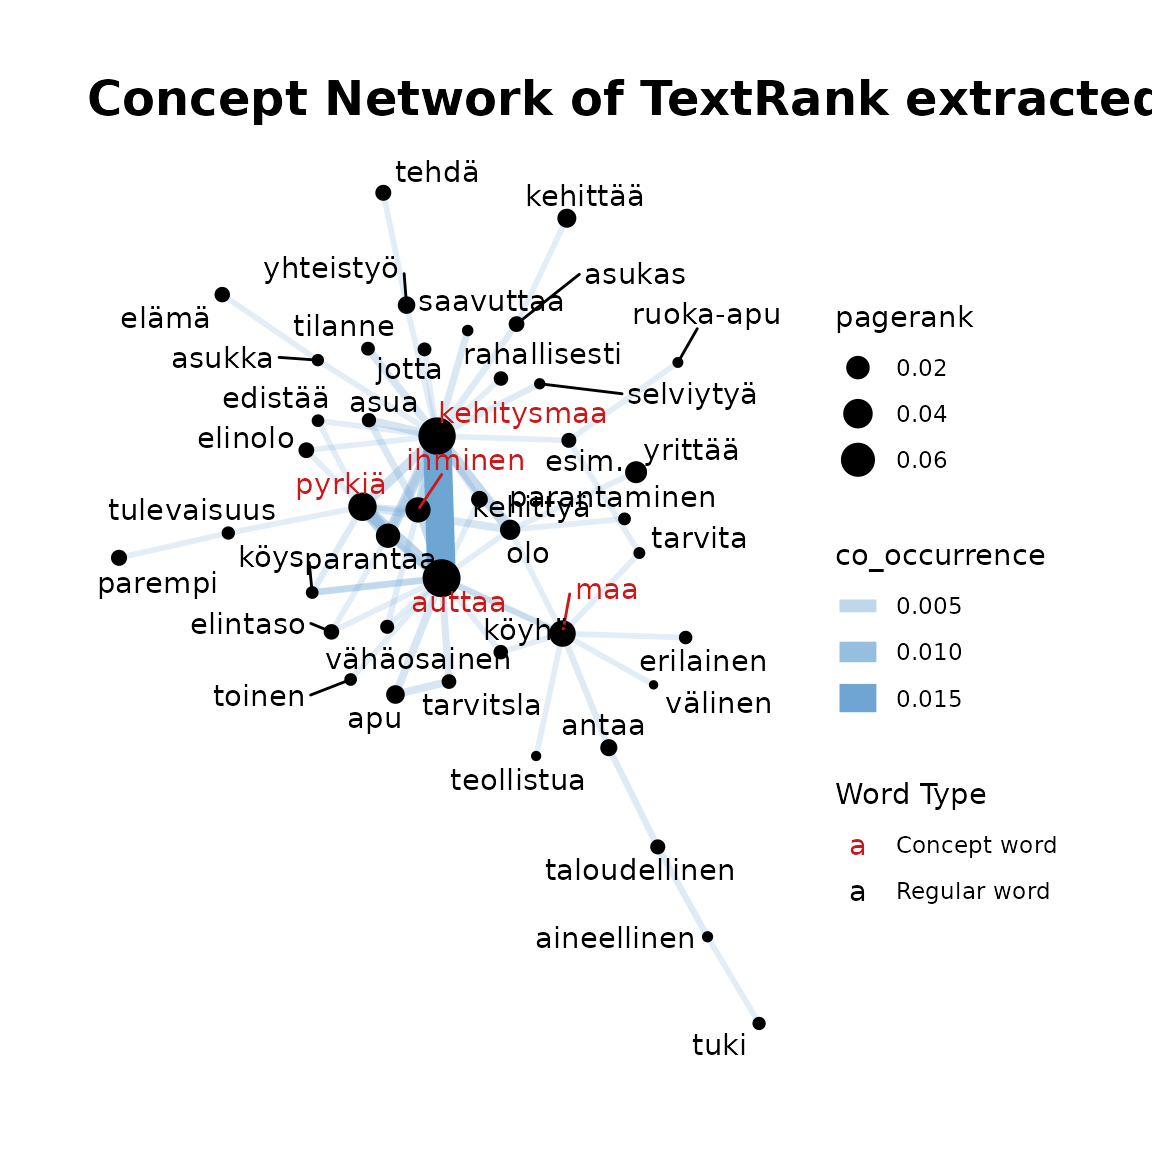 Concept Network of TextRank extracted
tehdä
kehittää
yhteistyö
asukas
saavuttaa
elämä
tilanne
ruoka-apu
asukka
jotta
rahallisesti
selviytyä
edistää
asua
kehitysmaa
elinolo
ihminen
esim.
yrittää
pyrkiä
parantaminen
kehittyä
tulevaisuus
tarvita
olo
köys
parantaa
parempi
auttaa
maa
elintaso
köyhä
vähäosainen
erilainen
toinen
välinen
apu
tarvitsla
antaa
teollistua
taloudellinen
aineellinen
tuki
pagerank
0.02
0.04
0.06
co_occurrence
0.005
0.010
0.015
Word Type
a Concept word
a Regular word